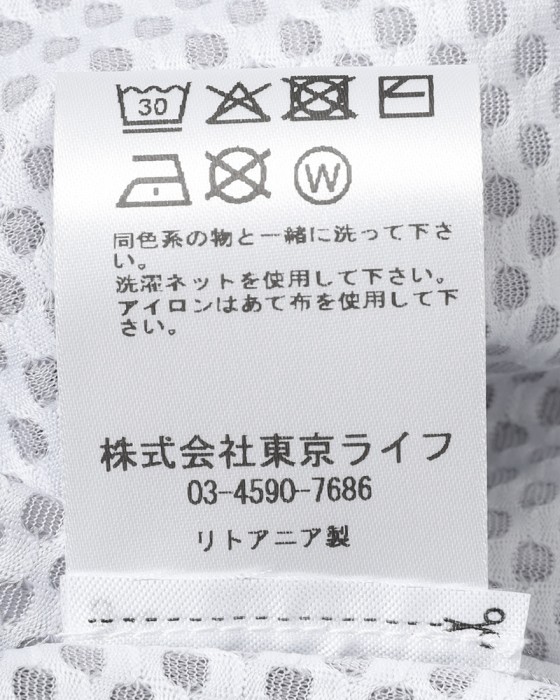 30
W
同色系の物と一緒に洗って下さ
い。
洗濯ネットを使用して下さい。
アイロンはあて布を使用して下
さい。
株式会社東京ライフ
03-4590-7686
リトアニア製